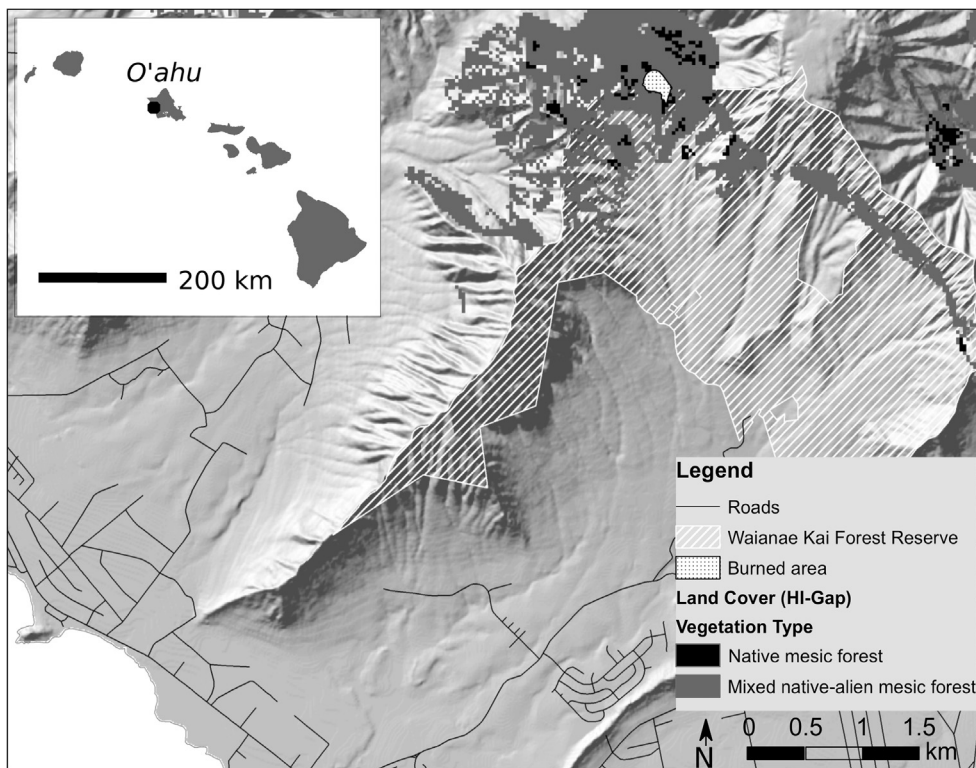 O'ahu
200 km
Legend
Roads
Waianae Kai Forest Reserve
Burned area
Land Cover (HI-Gap)
Vegetation Type
Native mesic forest
Mixed native-alien mesic forest
N
0 0.5 1 1.5
km